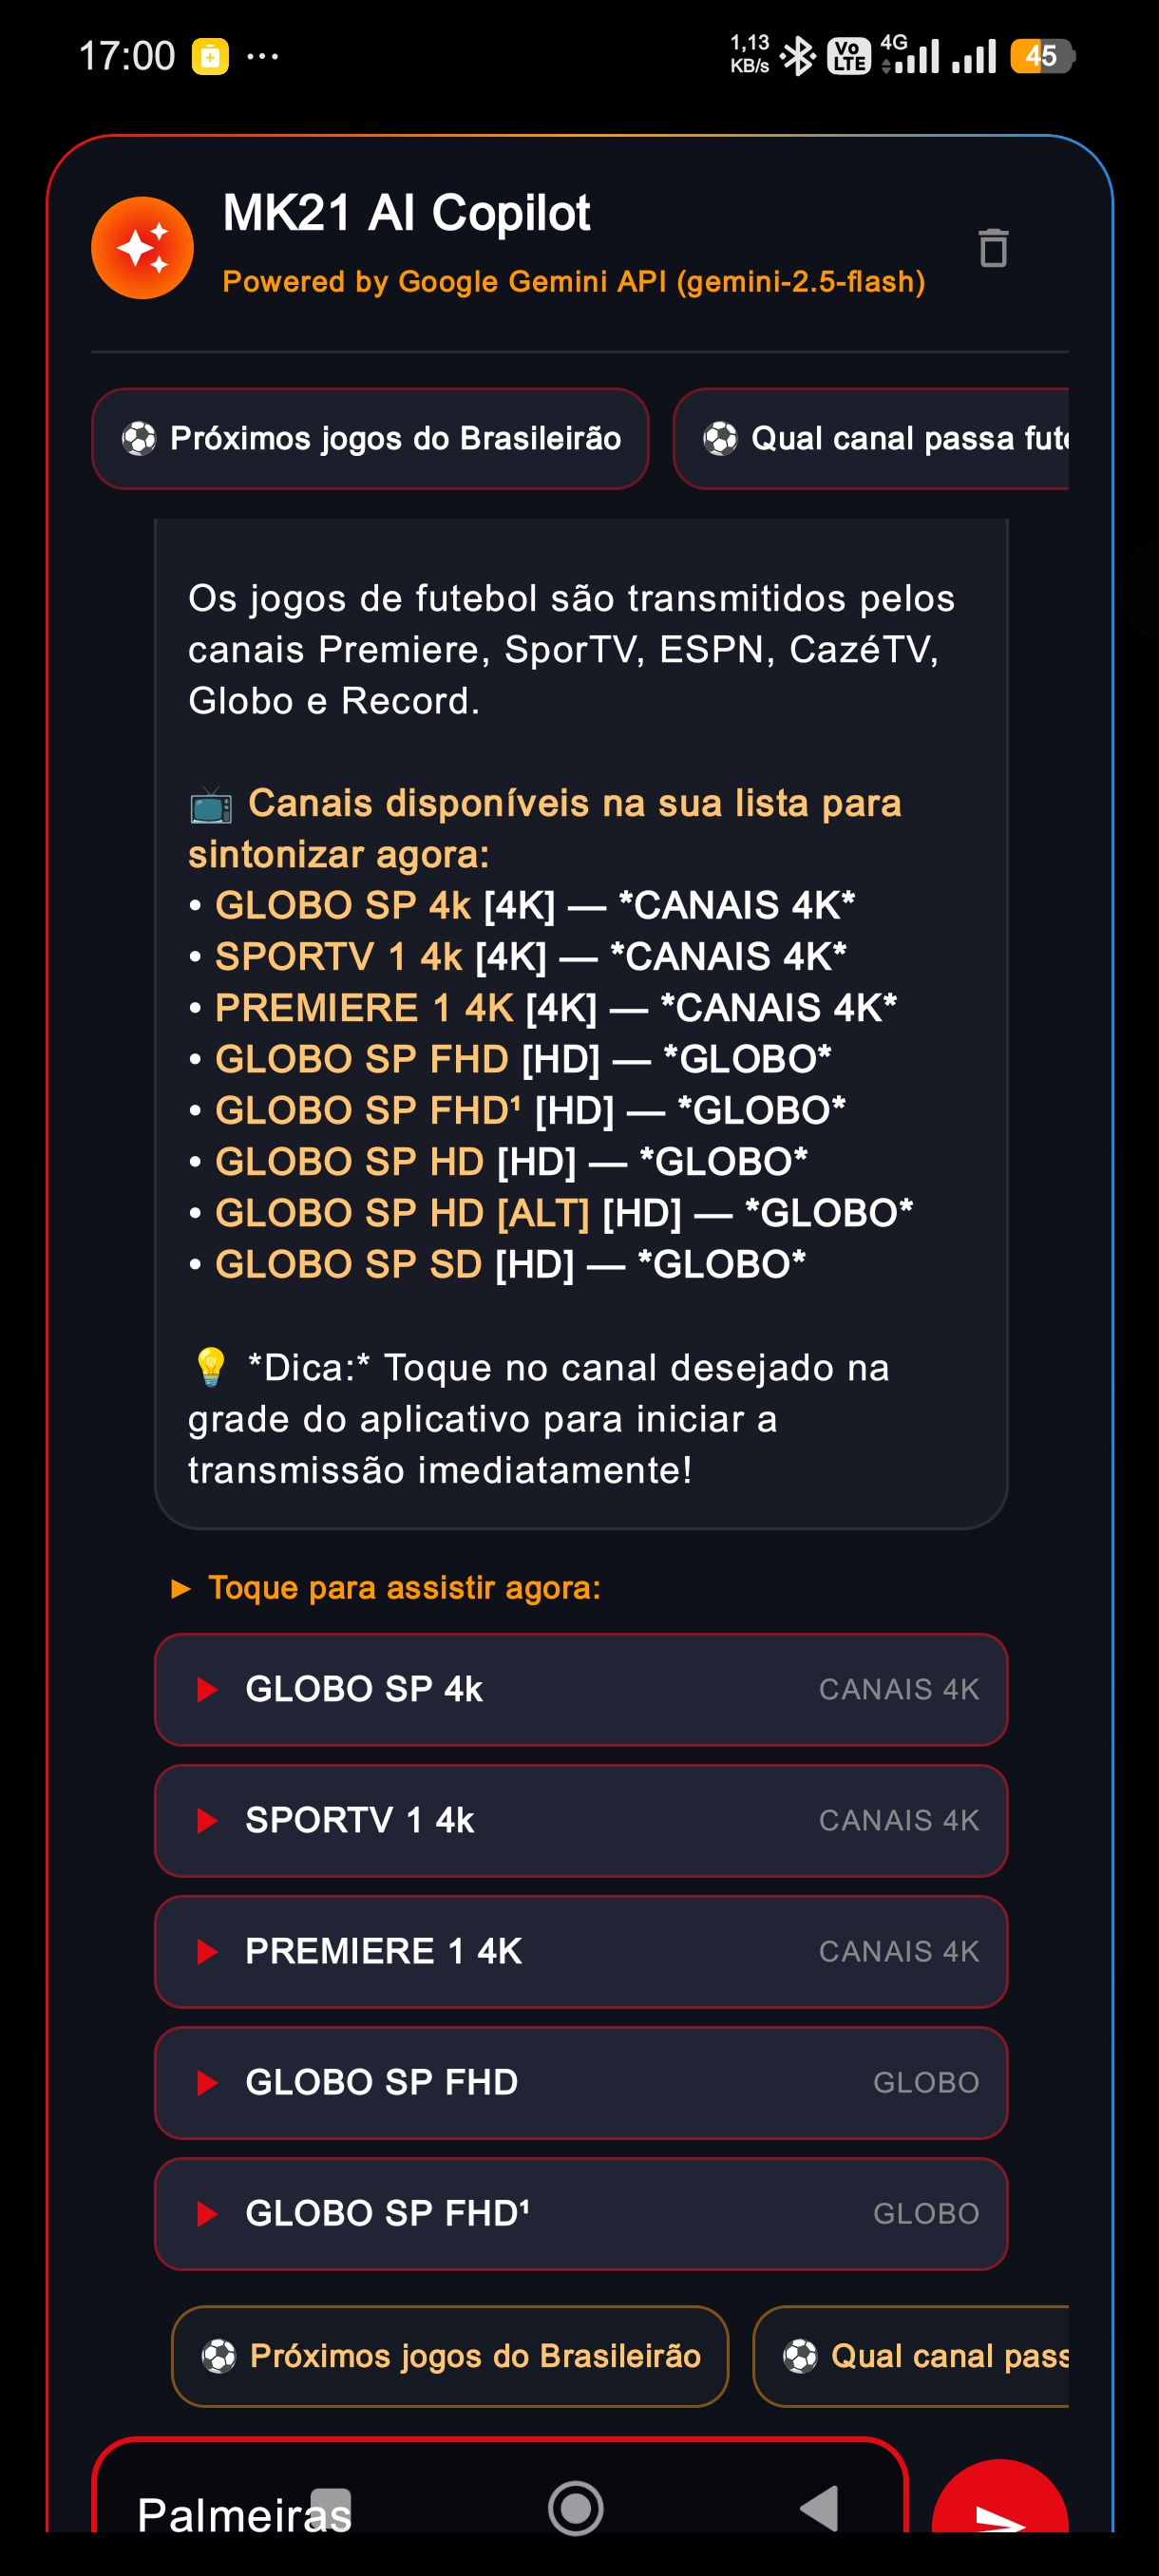 17:00
1,13 KB/s
Vo LTE
4G
45
MK21 AI Copilot
Powered by Google Gemini API (gemini-2.5-flash)
⚽ Próximos jogos do Brasileirão
⚽ Qual canal passa fut
Os jogos de futebol são transmitidos pelos
canais Premiere, SporTV, ESPN, CazéTV,
Globo e Record.
📺 Canais disponíveis na sua lista para
sintonizar agora:
• GLOBO SP 4k [4K] — *CANAIS 4K*
• SPORTV 1 4k [4K] — *CANAIS 4K*
• PREMIERE 1 4K [4K] — *CANAIS 4K*
• GLOBO SP FHD [HD] — *GLOBO*
• GLOBO SP FHD¹ [HD] — *GLOBO*
• GLOBO SP HD [HD] — *GLOBO*
• GLOBO SP HD [ALT] [HD] — *GLOBO*
• GLOBO SP SD [HD] — *GLOBO*
💡 *Dica:* Toque no canal desejado na
grade do aplicativo para iniciar a
transmissão imediatamente!
► Toque para assistir agora:
GLOBO SP 4k CANAIS 4K
SPORTV 1 4k CANAIS 4K
PREMIERE 1 4K CANAIS 4K
GLOBO SP FHD GLOBO
GLOBO SP FHD¹ GLOBO
⚽ Próximos jogos do Brasileirão
⚽ Qual canal pass
Palmeiras